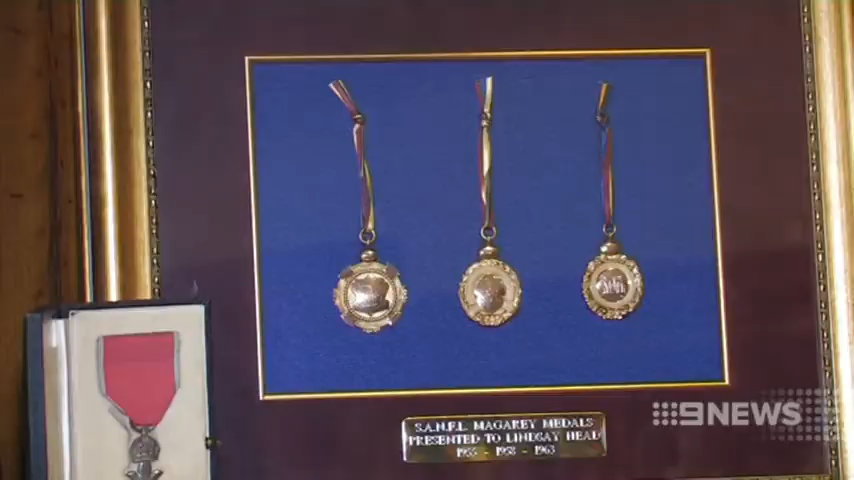 S.A.N.F.L. MAGAREY MEDALS
PRESENTED TO LINDSAY HEAD
1955 - 1958 - 1963
9NEWS